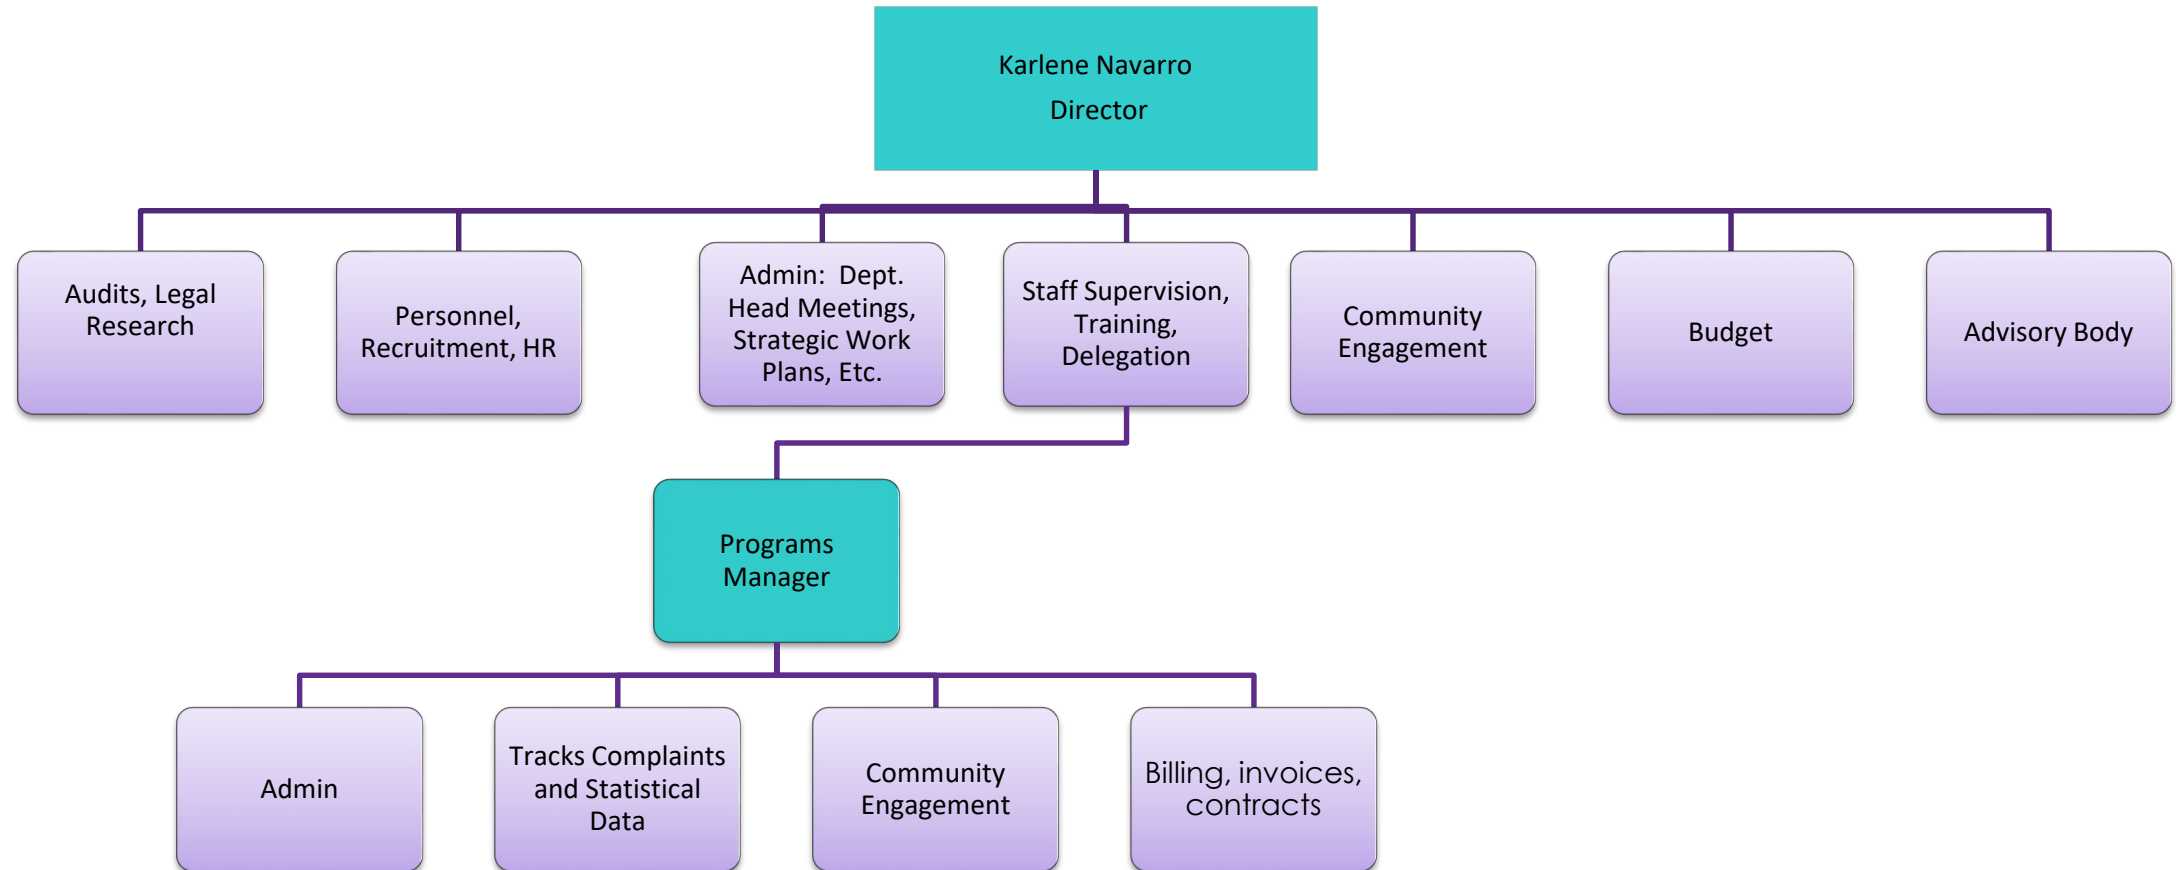 Karlene Navarro
Director
Audits, Legal
Research
Personnel,
Recruitment, HR
Admin:  Dept.
Head Meetings,
Strategic Work
Plans, Etc.
Staff Supervision,
Training,
Delegation
Community
Engagement
Budget
Advisory Body
Programs
Manager
Admin
Tracks Complaints
and Statistical
Data
Community
Engagement
Billing, invoices,
contracts